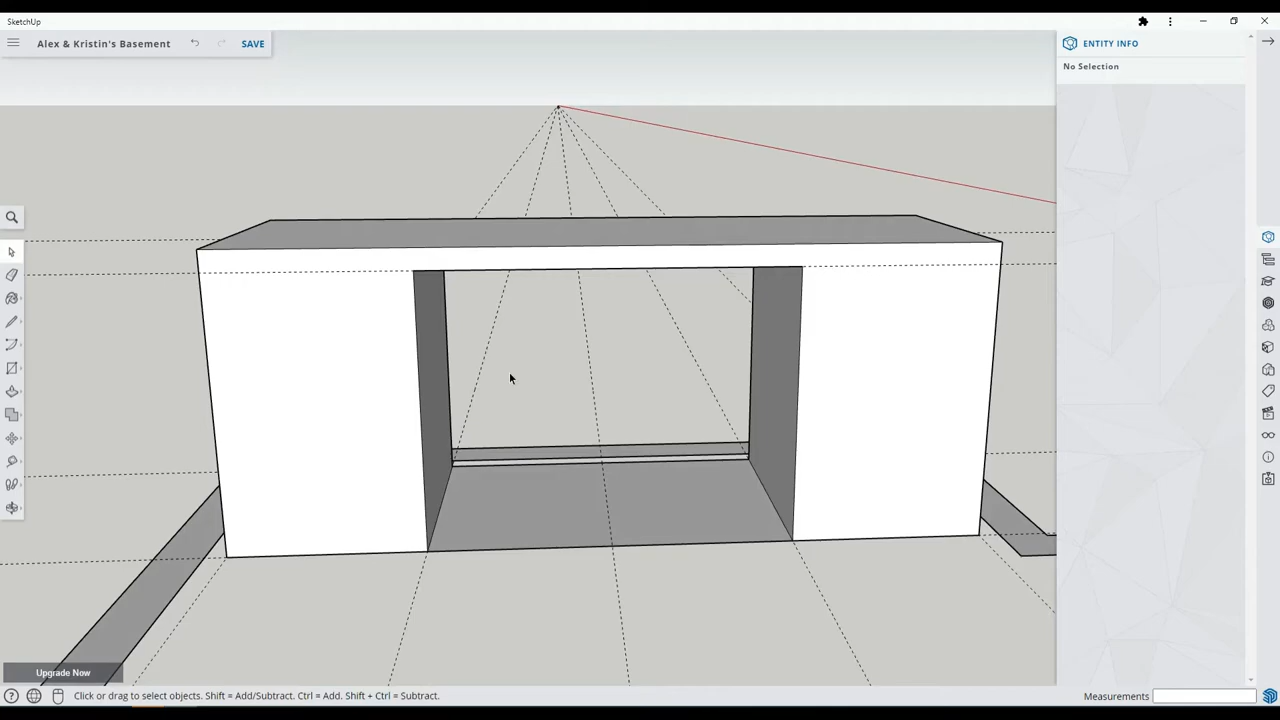 SketchUp
Alex & Kristin's Basement
SAVE
ENTITY INFO
No Selection
Upgrade Now
Click or drag to select objects. Shift = Add/Subtract. Ctrl = Add. Shift + Ctrl = Subtract.
Measurements